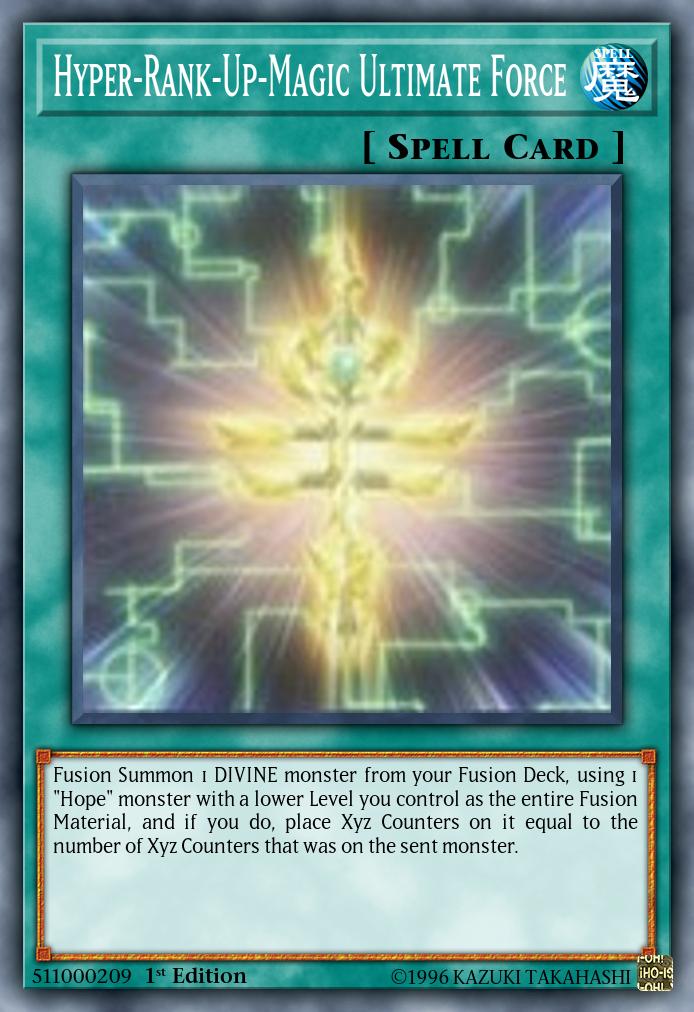 Hyper-Rank-Up-Magic Ultimate Force
SPELL
魔
[ Spell Card ]
Fusion Summon 1 DIVINE monster from your Fusion Deck, using 1
"Hope" monster with a lower Level you control as the entire Fusion
Material, and if you do, place Xyz Counters on it equal to the
number of Xyz Counters that was on the sent monster.
511000209 1st Edition ©1996 KAZUKI TAKAHASHI